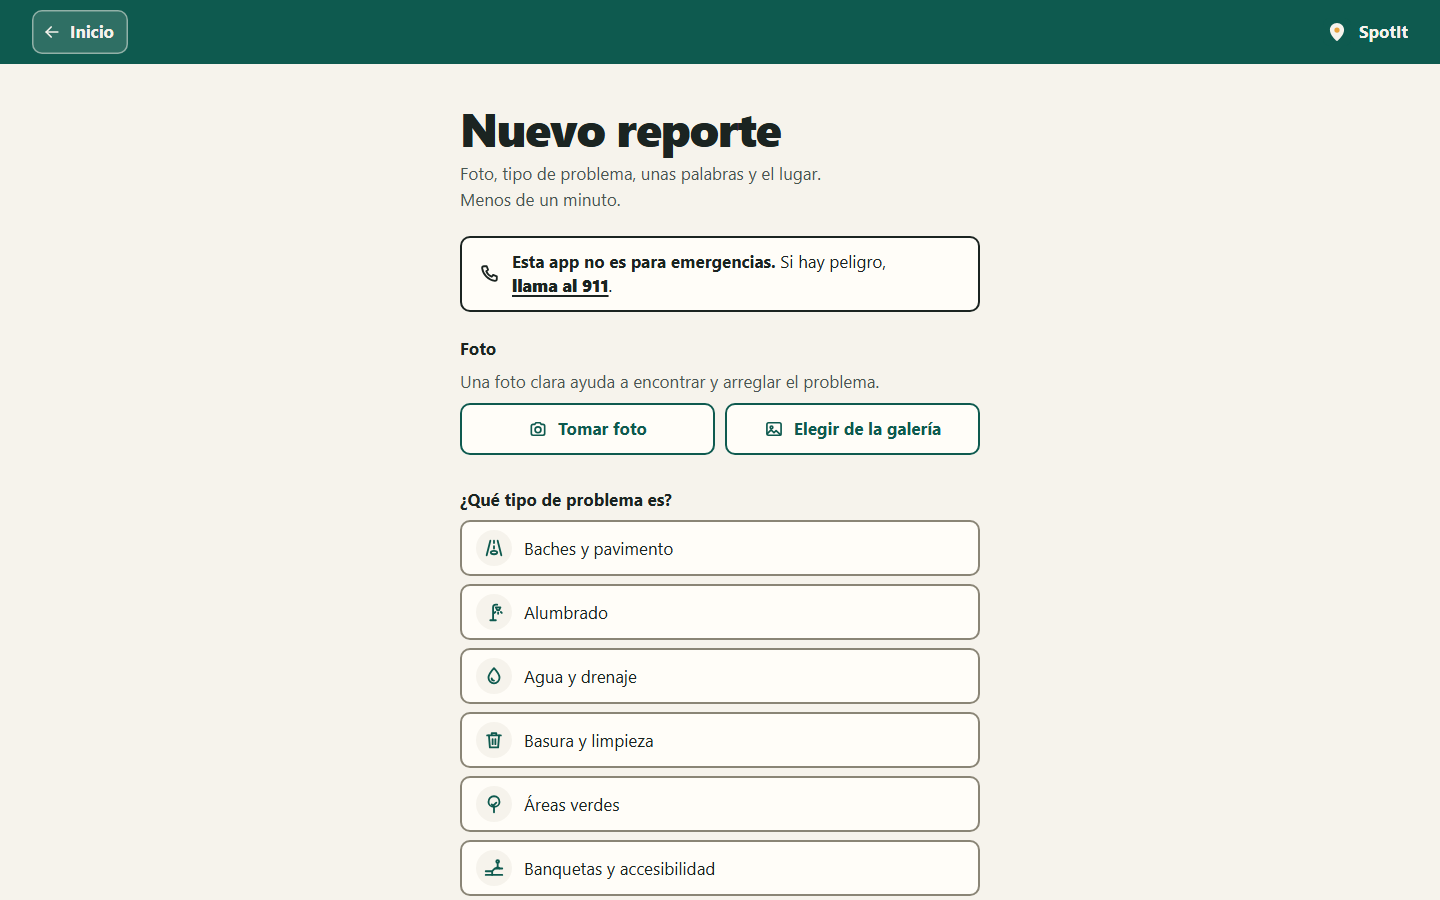 Inicio
SpotIt
Nuevo reporte
Foto, tipo de problema, unas palabras y el lugar.
Menos de un minuto.
Esta app no es para emergencias. Si hay peligro,
llama al 911.
Foto
Una foto clara ayuda a encontrar y arreglar el problema.
Tomar foto
Elegir de la galería
¿Qué tipo de problema es?
Baches y pavimento
Alumbrado
Agua y drenaje
Basura y limpieza
Áreas verdes
Banquetas y accesibilidad